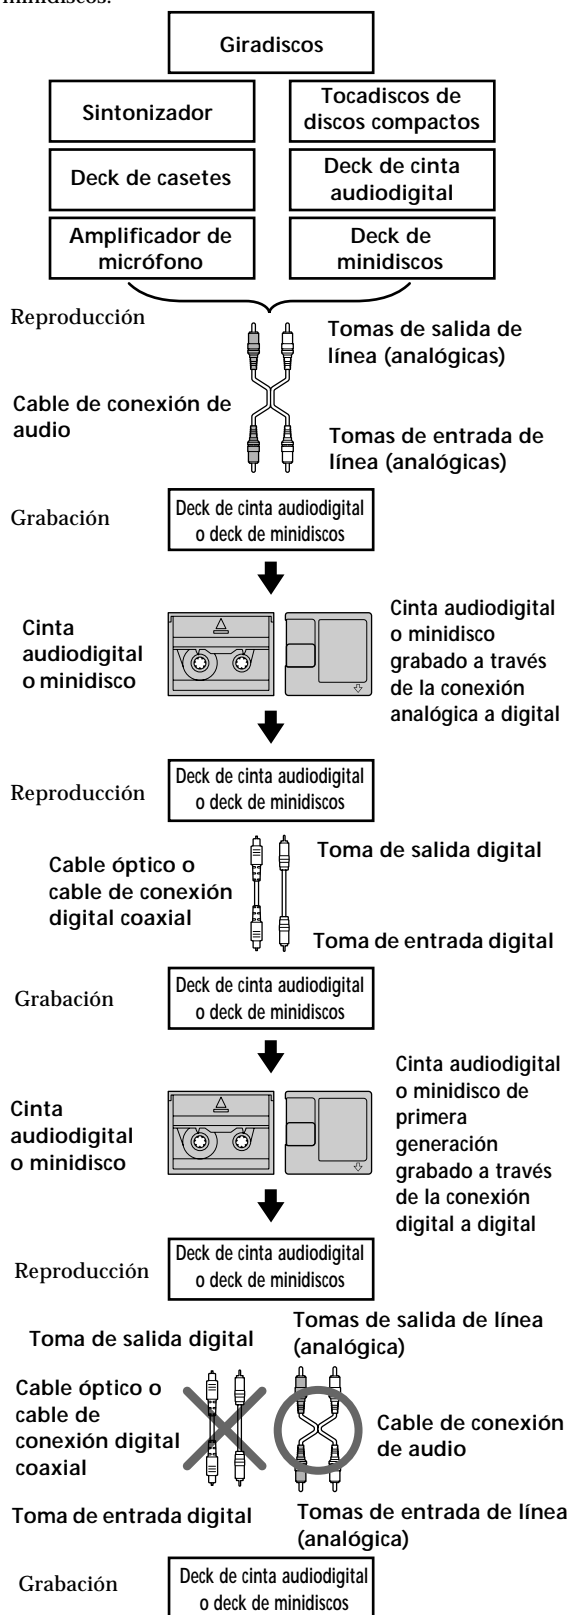 minidiscos.
Giradiscos
Sintonizador
Tocadiscos de
discos compactos
Deck de casetes
Deck de cinta
audiodigital
Amplificador de
micrófono
Deck de
minidiscos
Reproducción
Tomas de salida de
línea (analógicas)
Cable de conexión de
audio
Tomas de entrada de
línea (analógicas)
Grabación
Deck de cinta audiodigital
o deck de minidiscos
Cinta
audiodigital
o minidisco
Cinta audiodigital
o minidisco
grabado a través
de la conexión
analógica a digital
Reproducción
Deck de cinta audiodigital
o deck de minidiscos
Cable óptico o
cable de conexión
digital coaxial
Toma de salida digital
Toma de entrada digital
Grabación
Deck de cinta audiodigital
o deck de minidiscos
Cinta
audiodigital
o minidisco
Cinta audiodigital
o minidisco de
primera
generación
grabado a través
de la conexión
digital a digital
Reproducción
Deck de cinta audiodigital
o deck de minidiscos
Toma de salida digital
Tomas de salida de línea
(analógica)
Cable óptico o
cable de
conexión digital
coaxial
Cable de conexión
de audio
Toma de entrada digital
Tomas de entrada de línea
(analógica)
Grabación
Deck de cinta audiodigital
o deck de minidiscos